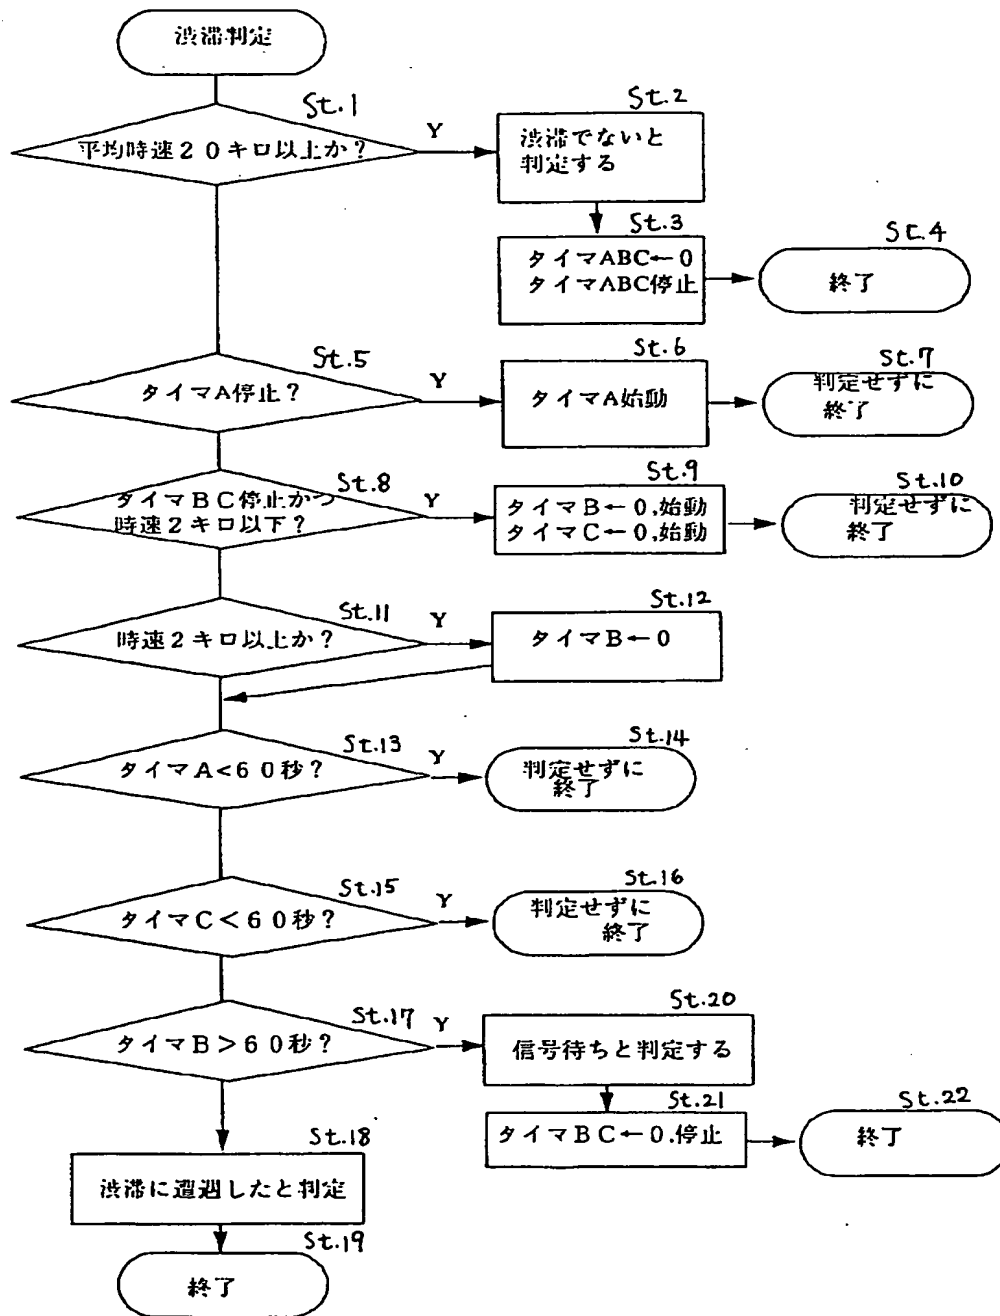 渋滞判定
St.1
平均時速20キロ以上か?
Y
St.2
渋滞でないと
判定する
St.3
タイマABC←0
タイマABC停止
St.4
終了
St.5
タイマA停止?
Y
St.6
タイマA始動
St.7
判定せずに
終了
St.8
タイマBC停止かつ
時速2キロ以下?
Y
St.9
タイマB←0,始動
タイマC←0,始動
St.10
判定せずに
終了
St.11
時速2キロ以上か?
Y
St.12
タイマB←0
St.13
タイマA<60秒?
Y
St.14
判定せずに
終了
St.15
タイマC<60秒?
Y
St.16
判定せずに
終了
St.17
タイマB>60秒?
Y
St.20
信号待ちと判定する
St.21
タイマBC←0,停止
St.22
終了
St.18
渋滞に遭遇したと判定
St.19
終了